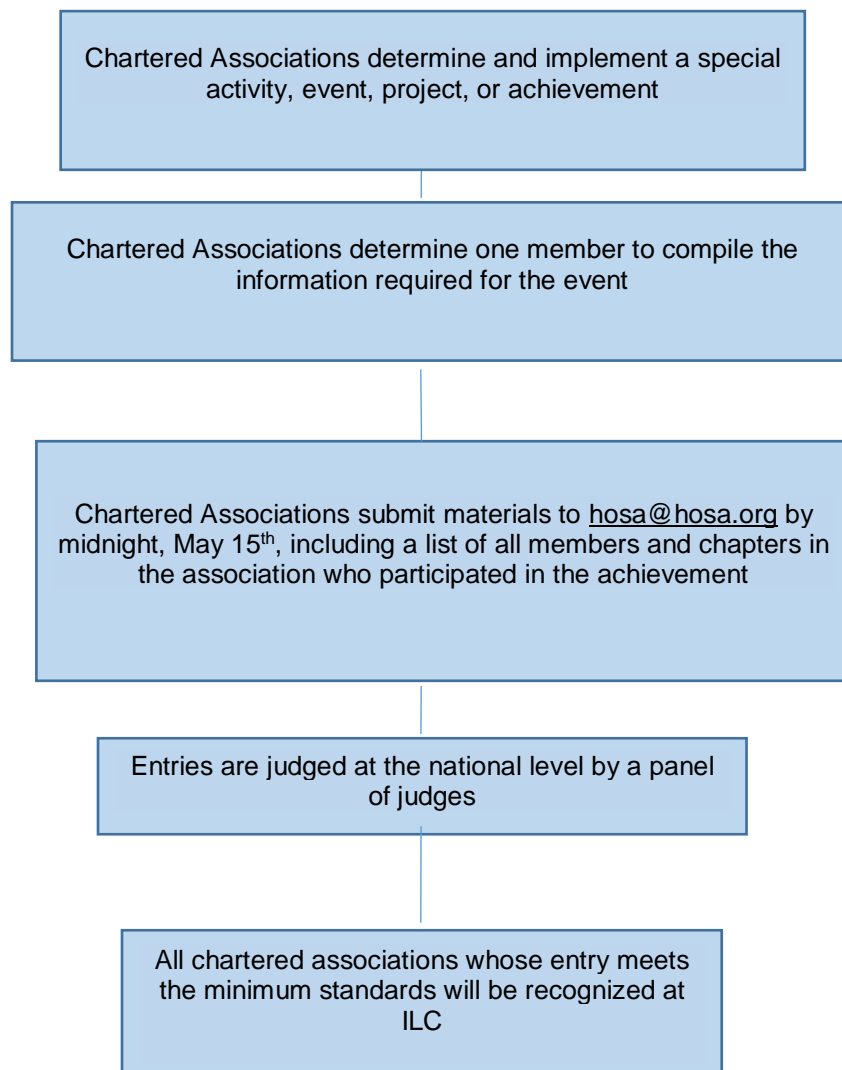 Chartered Associations determine and implement a special
activity, event, project, or achievement
Chartered Associations determine one member to compile the
information required for the event
Chartered Associations submit materials to hosa@hosa.org by
midnight, May 15th, including a list of all members and chapters in
the association who participated in the achievement
Entries are judged at the national level by a panel
of judges
All chartered associations whose entry meets
the minimum standards will be recognized at
ILC